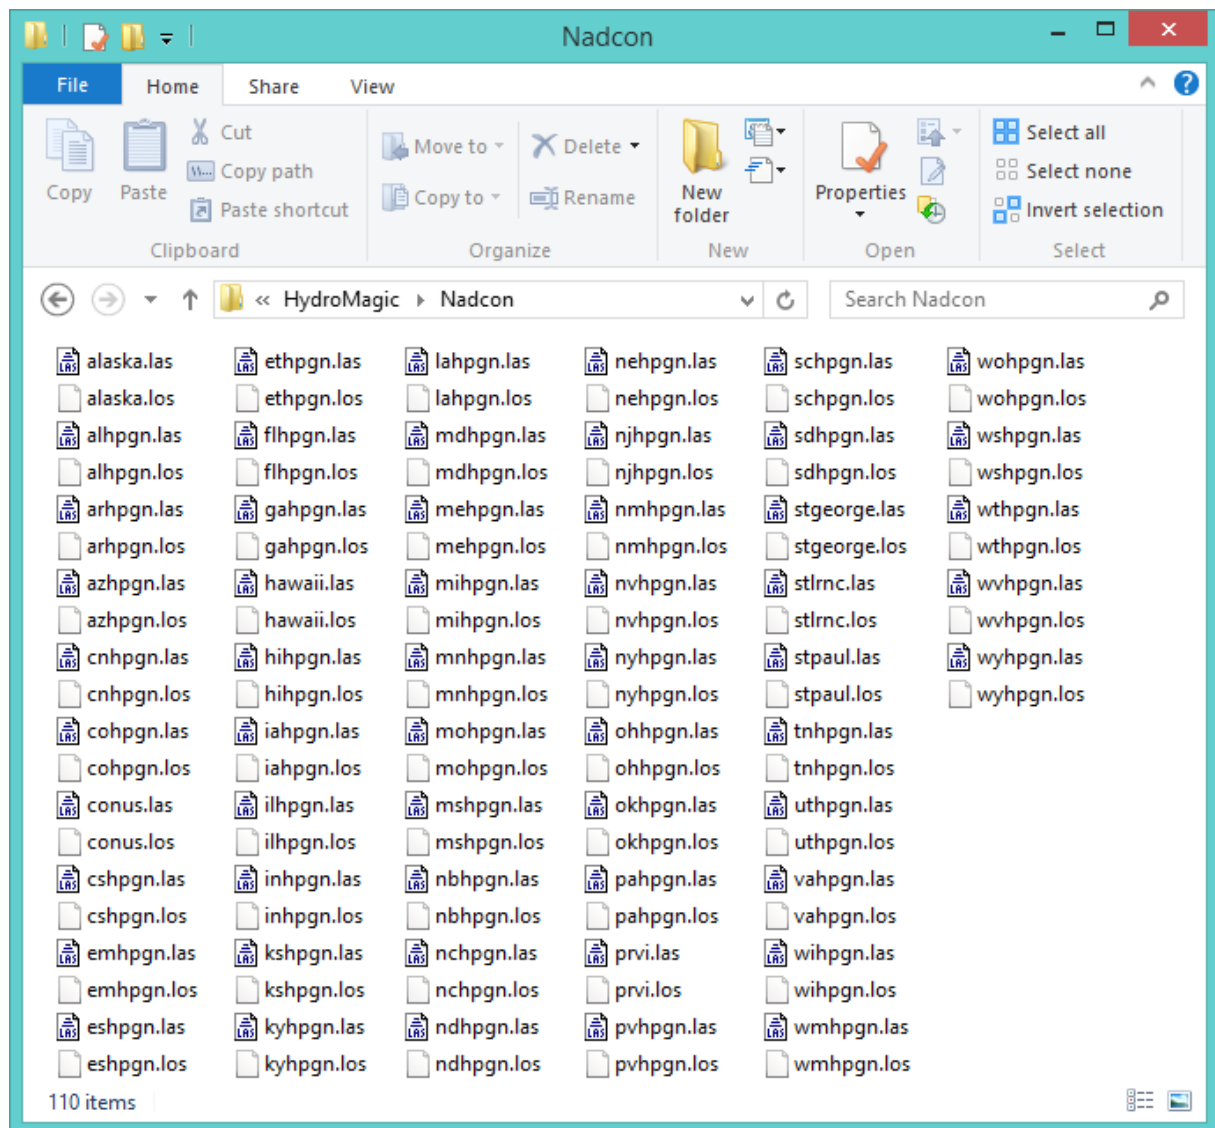 Nadcon
File Home Share View
Copy
Paste
Cut
Copy path
Paste shortcut
Clipboard
Move to
Copy to
Delete
Rename
Organize
New folder
New
Properties
Open
Select all
Select none
Invert selection
Select
« HydroMagic Nadcon
Search Nadcon
alaska.las
alaska.los
alhpgn.las
alhpgn.los
arhpgn.las
arhpgn.los
azhpgn.las
azhpgn.los
cnhpgn.las
cnhpgn.los
cohpgn.las
cohpgn.los
conus.las
conus.los
cshpgn.las
cshpgn.los
emhpgn.las
emhpgn.los
eshpgn.las
eshpgn.los
ethpgn.las
ethpgn.los
flhpgn.las
flhpgn.los
gahpgn.las
gahpgn.los
hawaii.las
hawaii.los
hihpgn.las
hihpgn.los
iahpgn.las
iahpgn.los
ilhpgn.las
ilhpgn.los
inhpgn.las
inhpgn.los
kshpgn.las
kshpgn.los
kyhpgn.las
kyhpgn.los
lahpgn.las
lahpgn.los
mdhpgn.las
mdhpgn.los
mehpgn.las
mehpgn.los
mihpgn.las
mihpgn.los
mnhpgn.las
mnhpgn.los
mohpgn.las
mohpgn.los
mshpgn.las
mshpgn.los
nbhpgn.las
nbhpgn.los
nchpgn.las
nchpgn.los
ndhpgn.las
ndhpgn.los
nehpgn.las
nehpgn.los
njhpgn.las
njhpgn.los
nmhpgn.las
nmhpgn.los
nvhpgn.las
nvhpgn.los
nyhpgn.las
nyhpgn.los
ohhpgn.las
ohhpgn.los
okhpgn.las
okhpgn.los
pahpgn.las
pahpgn.los
prvi.las
prvi.los
pvhpgn.las
pvhpgn.los
schpgn.las
schpgn.los
sdhpgn.las
sdhpgn.los
stgeorge.las
stgeorge.los
stlrnc.las
stlrnc.los
stpaul.las
stpaul.los
tnhpgn.las
tnhpgn.los
uthpgn.las
uthpgn.los
vahpgn.las
vahpgn.los
wihpgn.las
wihpgn.los
wmhpgn.las
wmhpgn.los
wohpgn.las
wohpgn.los
wshpgn.las
wshpgn.los
wthpgn.las
wthpgn.los
wvhpgn.las
wvhpgn.los
wyhpgn.las
wyhpgn.los
110 items